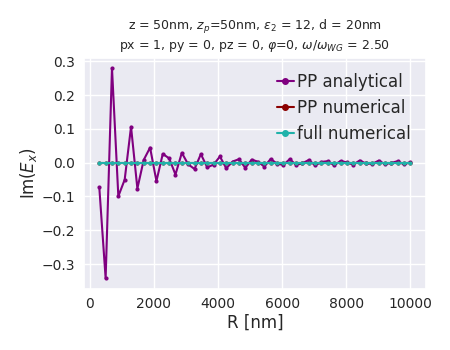 z = 50nm, z_p=50nm, ε_2 = 12, d = 20nm
px = 1, py = 0, pz = 0, φ=0, ω/ω_WG = 2.50
0.3
0.2
0.1
0.0
−0.1
−0.2
−0.3
Im(E_x)
PP analytical
PP numerical
full numerical
0 2000 4000 6000 8000 10000
R [nm]